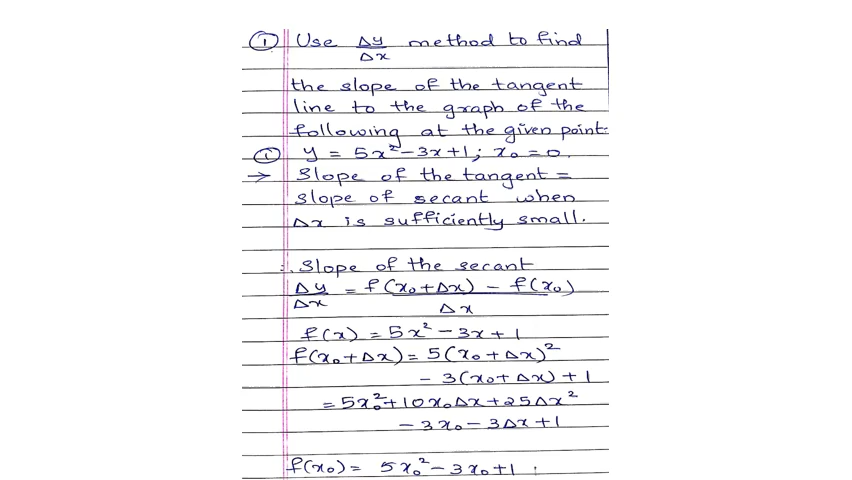 ① Use Δy/Δx method to find
the slope of the tangent
line to the graph of the
following at the given point:
① y = 5x² - 3x + 1 ; x₀ = 0.
→ Slope of the tangent =
slope of secant when
Δx is sufficiently small.
∴ Slope of the secant
Δy/Δx = f(x₀ + Δx) - f(x₀) / Δx
f(x) = 5x² - 3x + 1
f(x₀ + Δx) = 5(x₀ + Δx)²
- 3(x₀ + Δx) + 1
= 5x₀² + 10x₀Δx + 25Δx²
- 3x₀ - 3Δx + 1
f(x₀) = 5x₀² - 3x₀ + 1 ;